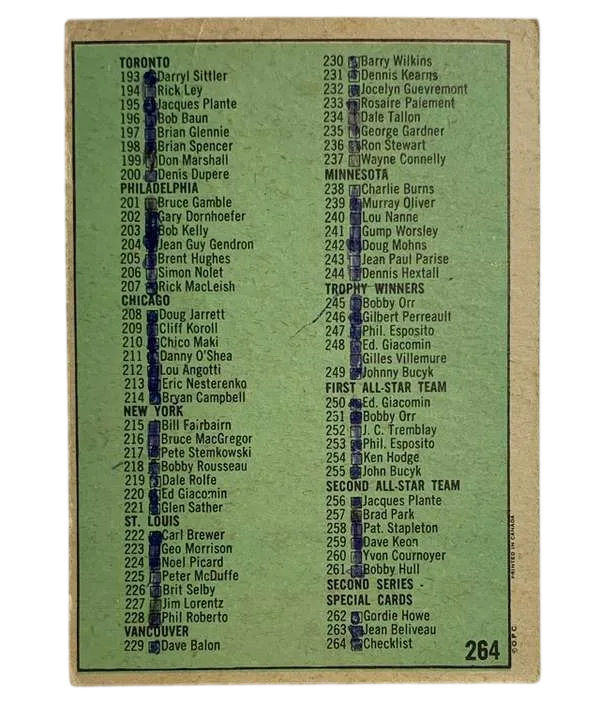 TORONTO
193 Darryl Sittler
194 Rick Ley
195 Jacques Plante
196 Bob Baun
197 Brian Glennie
198 Brian Spencer
199 Don Marshall
200 Denis Dupere
PHILADELPHIA
201 Bruce Gamble
202 Gary Dornhoefer
203 Bob Kelly
204 Jean Guy Gendron
205 Brent Hughes
206 Simon Nolet
207 Rick MacLeish
CHICAGO
208 Doug Jarrett
209 Cliff Koroll
210 Chico Maki
211 Danny O'Shea
212 Lou Angotti
213 Eric Nesterenko
214 Bryan Campbell
NEW YORK
215 Bill Fairbairn
216 Bruce MacGregor
217 Pete Stemkowski
218 Bobby Rousseau
219 Dale Rolfe
220 Ed Giacomin
221 Glen Sather
ST. LOUIS
222 Carl Brewer
223 Geo Morrison
224 Noel Picard
225 Peter McDuffe
226 Brit Selby
227 Jim Lorentz
228 Phil Roberto
VANCOUVER
229 Dave Balon
230 Barry Wilkins
231 Dennis Kearns
232 Jocelyn Guevremont
233 Rosaire Paiement
234 Dale Tallon
235 George Gardner
236 Ron Stewart
237 Wayne Connelly
MINNESOTA
238 Charlie Burns
239 Murray Oliver
240 Lou Nanne
241 Gump Worsley
242 Doug Mohns
243 Jean Paul Parise
244 Dennis Hextall
TROPHY WINNERS
245 Bobby Orr
246 Gilbert Perreault
247 Phil. Esposito
248 Ed. Giacomin
Gilles Villemure
249 Johnny Bucyk
FIRST ALL-STAR TEAM
250 Ed. Giacomin
251 Bobby Orr
252 J. C. Tremblay
253 Phil. Esposito
254 Ken Hodge
255 John Bucyk
SECOND ALL-STAR TEAM
256 Jacques Plante
257 Brad Park
258 Pat. Stapleton
259 Dave Keon
260 Yvon Cournoyer
261 Bobby Hull
SECOND SERIES -
SPECIAL CARDS
262 Gordie Howe
263 Jean Beliveau
264 Checklist
264
© O.P.C. PRINTED IN CANADA